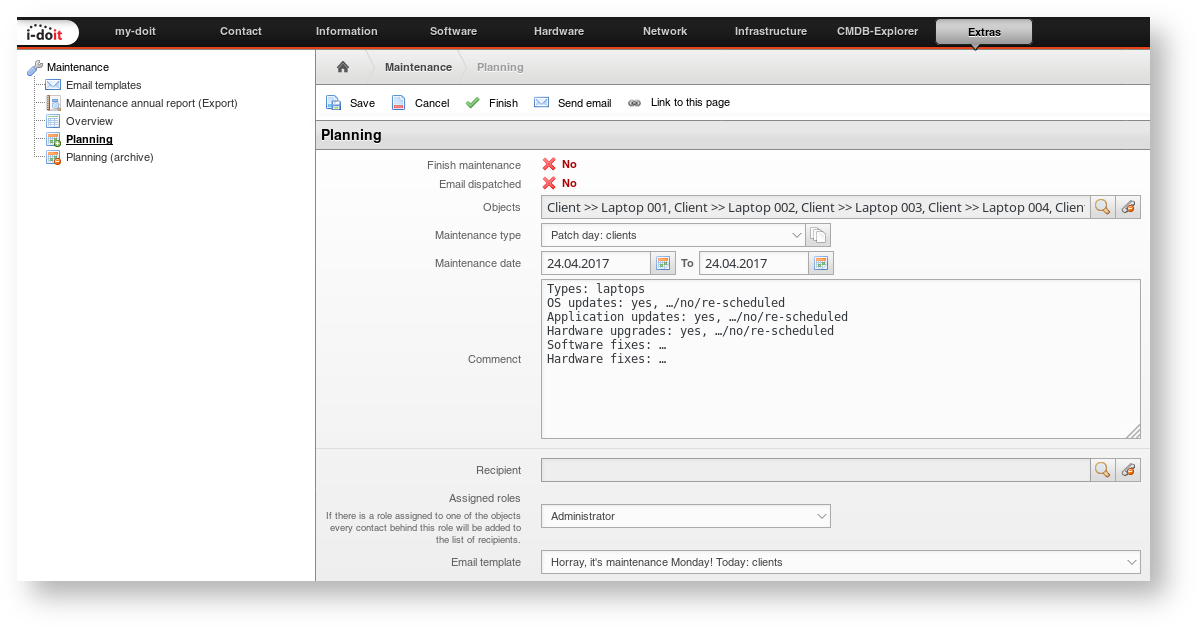 i-doit
my-doit
Contact
Information
Software
Hardware
Network
Infrastructure
CMDB-Explorer
Extras
Maintenance
Email templates
Maintenance annual report (Export)
Overview
Planning
Planning (archive)
Maintenance
Planning
Save
Cancel
Finish
Send email
Link to this page
Planning
Finish maintenance
No
Email dispatched
No
Objects
Client >> Laptop 001, Client >> Laptop 002, Client >> Laptop 003, Client >> Laptop 004, Clien
Maintenance type
Patch day: clients
Maintenance date
24.04.2017
To
24.04.2017
Types: laptops
OS updates: yes, …/no/re-scheduled
Application updates: yes, …/no/re-scheduled
Hardware upgrades: yes, …/no/re-scheduled
Software fixes: …
Hardware fixes: …
Commenct
Recipient
Assigned roles
If there is a role assigned to one of the objects
every contact behind this role will be added to
the list of recipients.
Administrator
Email template
Horray, it's maintenance Monday! Today: clients